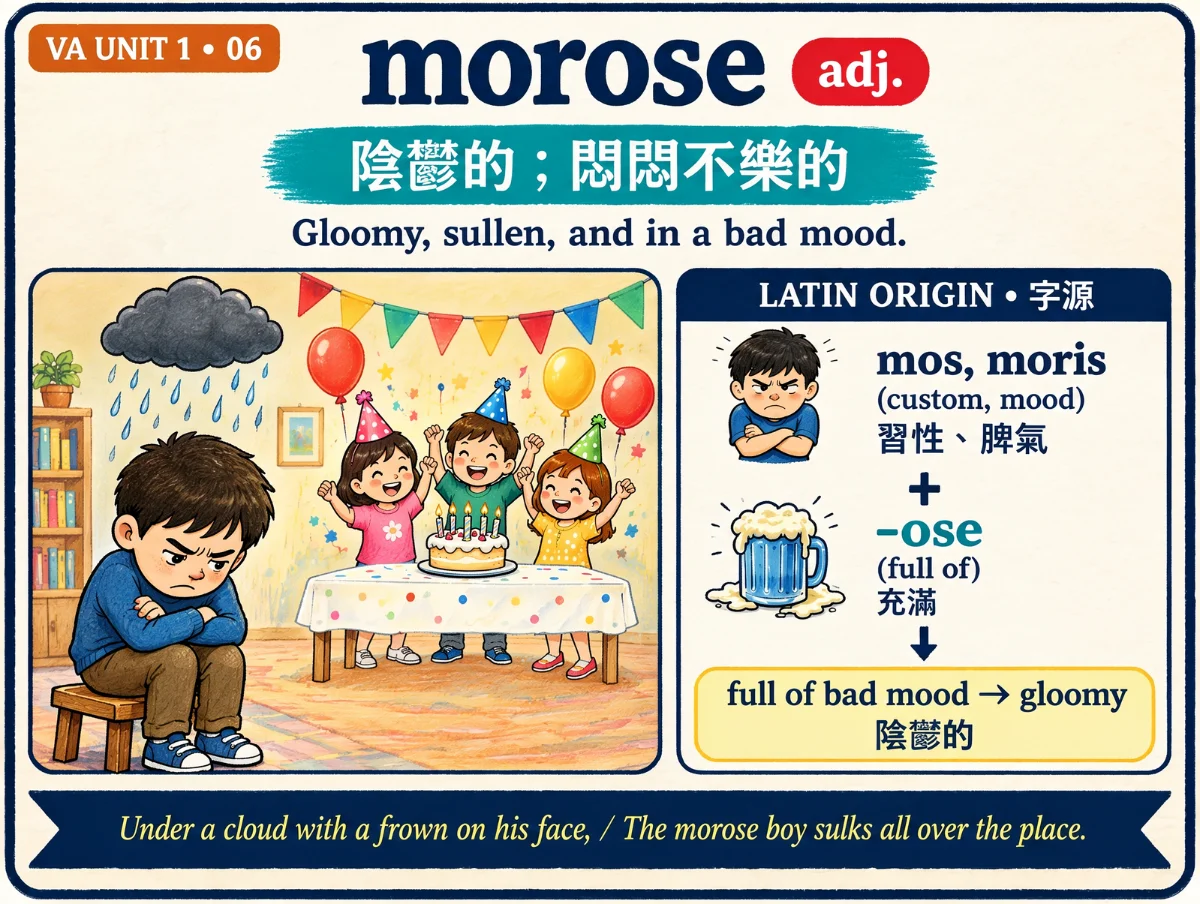 VA UNIT 1 • 06
morose adj.
陰鬱的；悶悶不樂的
Gloomy, sullen, and in a bad mood.
LATIN ORIGIN • 字源
mos, moris
(custom, mood)
習性、脾氣
+
-ose
(full of)
充滿
full of bad mood → gloomy
陰鬱的
Under a cloud with a frown on his face, / The morose boy sulks all over the place.